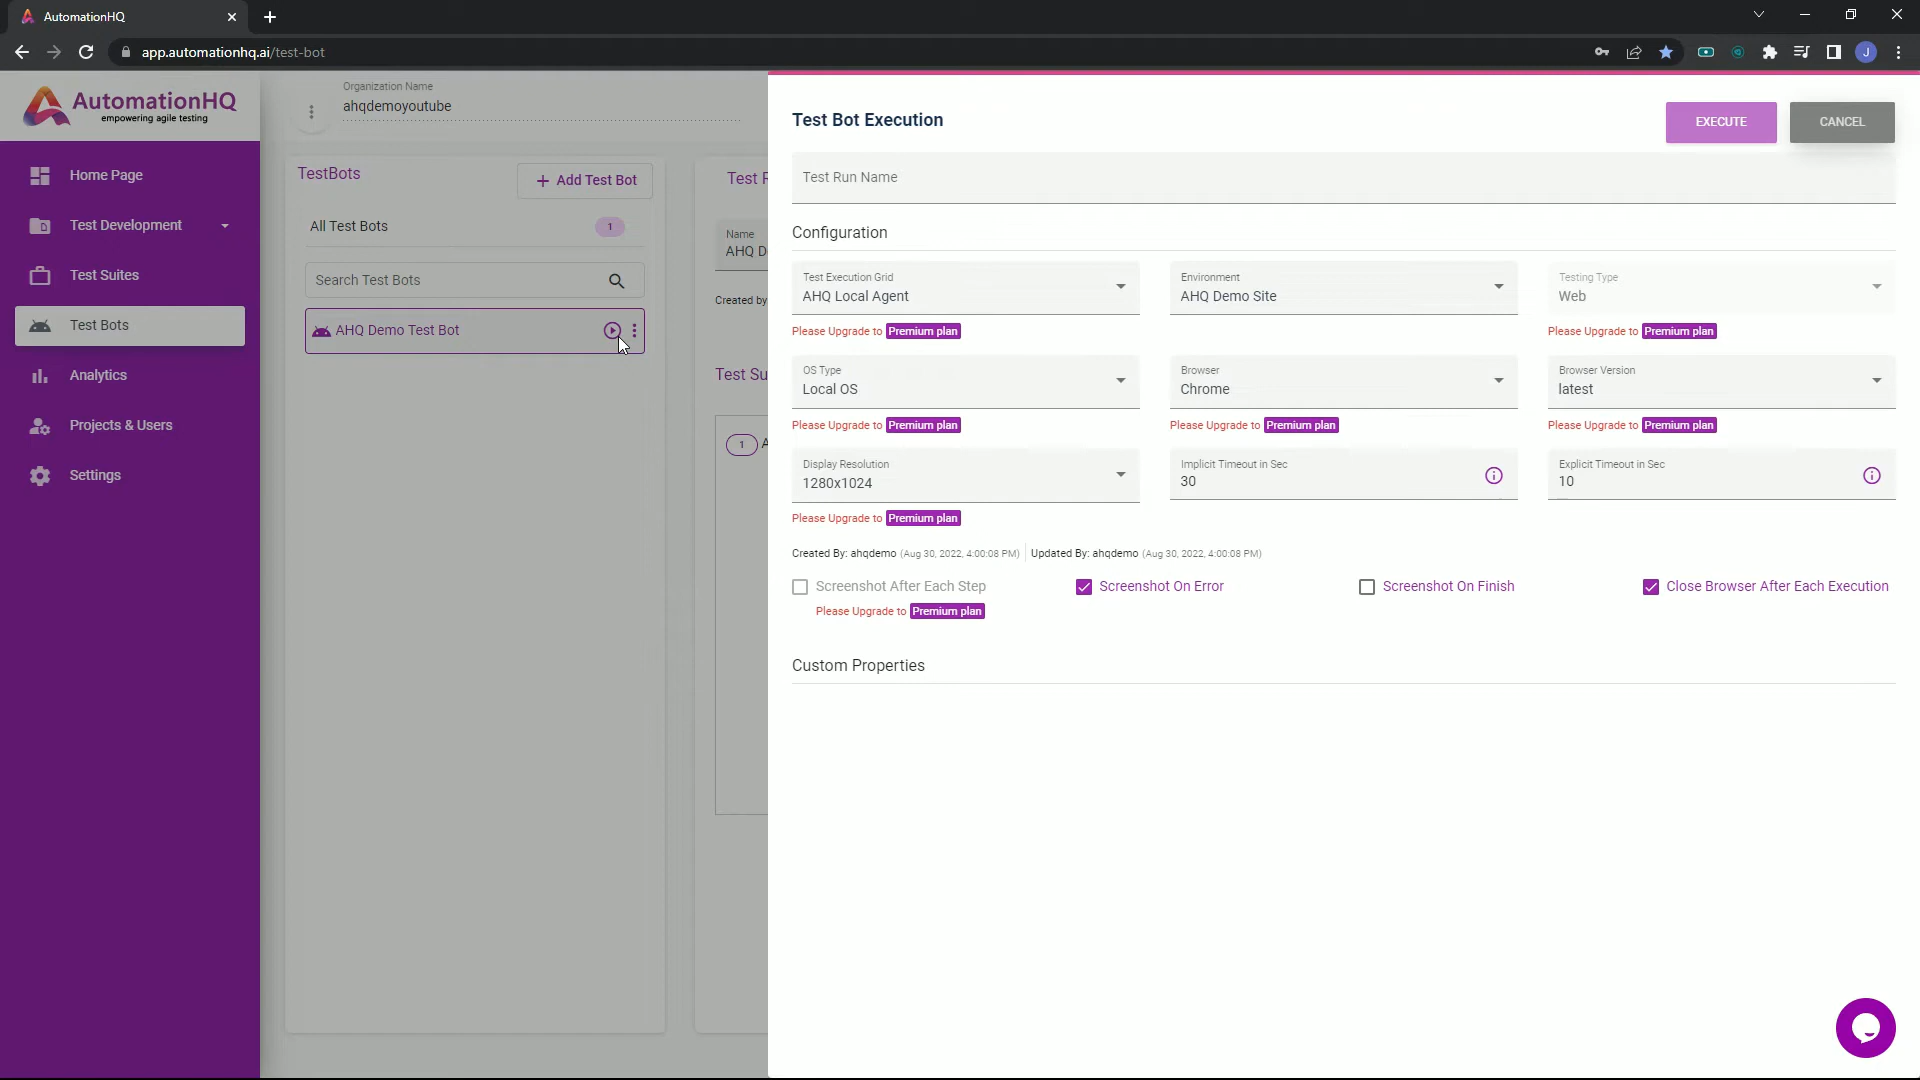 AutomationHQ
app.automationhq.ai/test-bot
J
AutomationHQ
empowering agile testing
Home Page
Test Development
Test Suites
Test Bots
Analytics
Projects & Users
Settings
Organization Name
ahqdemoyoutube
TestBots
+ Add Test Bot
All Test Bots
1
Search Test Bots
AHQ Demo Test Bot
Test R
Name
AHQ D
Created by
Test Su
1 A
Test Bot Execution
EXECUTE
CANCEL
Test Run Name
Configuration
Test Execution Grid
AHQ Local Agent
Please Upgrade to Premium plan
Environment
AHQ Demo Site
Testing Type
Web
Please Upgrade to Premium plan
OS Type
Local OS
Please Upgrade to Premium plan
Browser
Chrome
Please Upgrade to Premium plan
Browser Version
latest
Please Upgrade to Premium plan
Display Resolution
1280x1024
Please Upgrade to Premium plan
Implicit Timeout in Sec
30
Explicit Timeout in Sec
10
Created By: ahqdemo (Aug 30, 2022, 4:00:08 PM) Updated By: ahqdemo (Aug 30, 2022, 4:00:08 PM)
Screenshot After Each Step
Please Upgrade to Premium plan
Screenshot On Error
Screenshot On Finish
Close Browser After Each Execution
Custom Properties